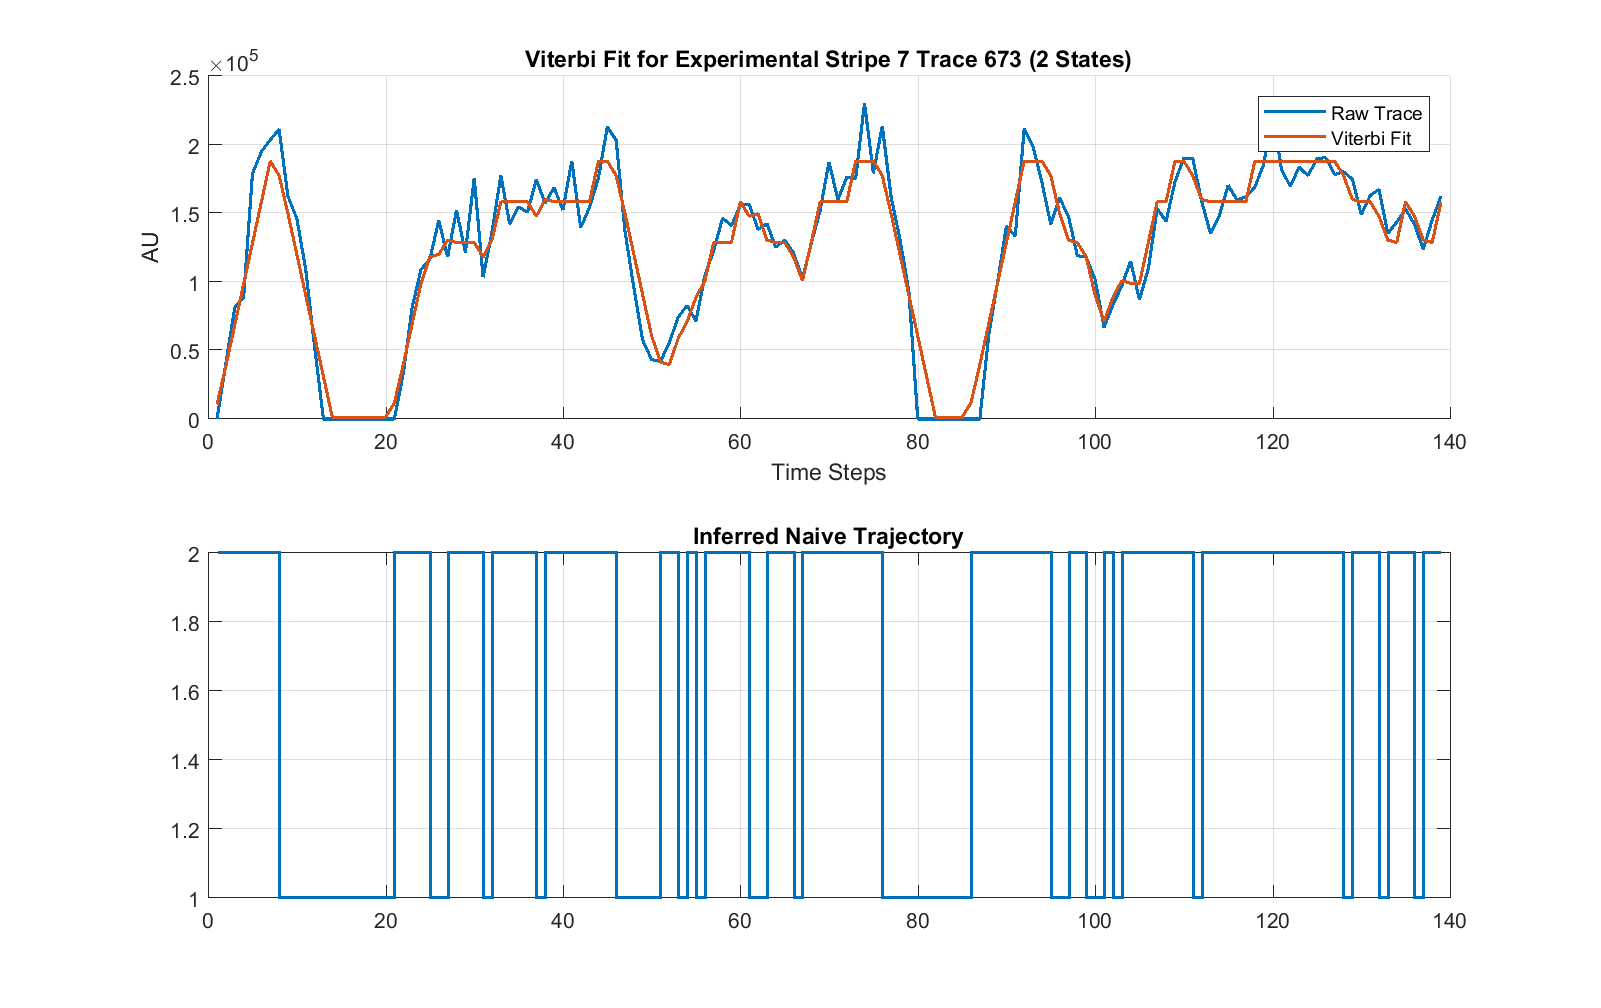 Viterbi Fit for Experimental Stripe 7 Trace 673 (2 States)
×10^5
2.5
2
1.5
1
0.5
0
AU
Raw Trace
Viterbi Fit
0 20 40 60 80 100 120 140
Time Steps
Inferred Naive Trajectory
2
1.8
1.6
1.4
1.2
1
0 20 40 60 80 100 120 140